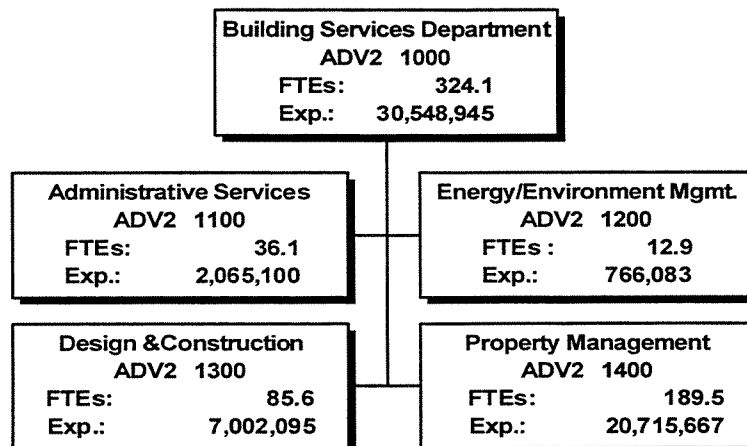 Building Services Department
ADV2 1000
FTEs: 324.1
Exp.: 30,548,945
Administrative Services
ADV2 1100
FTEs: 36.1
Exp.: 2,065,100
Energy/Environment Mgmt.
ADV2 1200
FTEs : 12.9
Exp.: 766,083
Design &Construction
ADV2 1300
FTEs: 85.6
Exp.: 7,002,095
Property Management
ADV2 1400
FTEs: 189.5
Exp.: 20,715,667